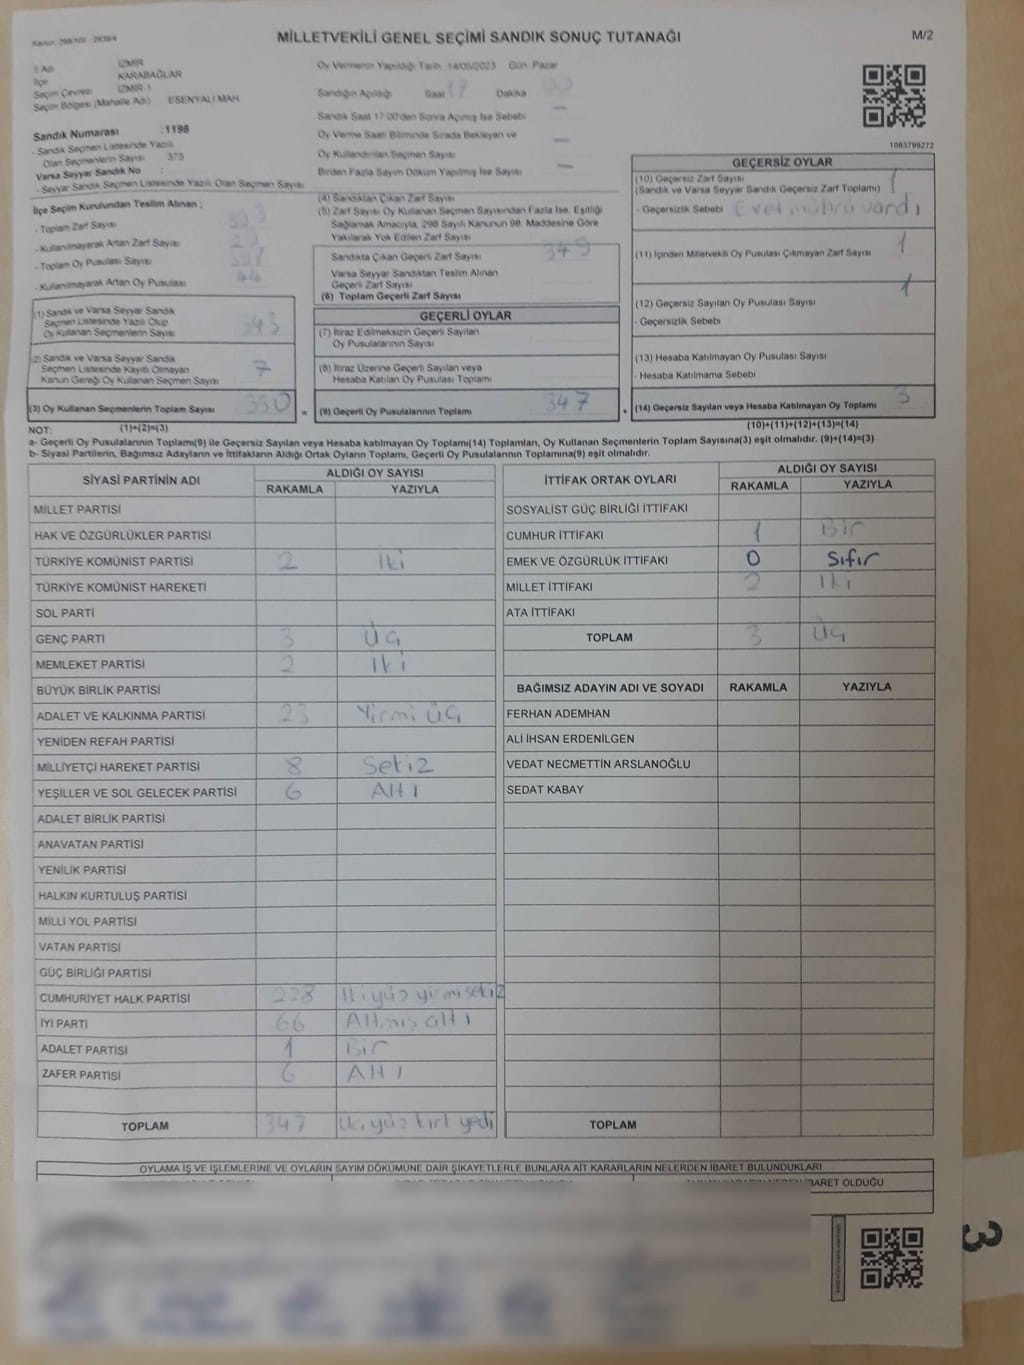 Kanun: 298/105 - 2839/4
MİLLETVEKİLİ GENEL SEÇİMİ SANDIK SONUÇ TUTANAĞI
M/2
İl Adı İZMİR
İlçe KARABAĞLAR
Seçim Çevresi İZMİR-1
Seçim Bölgesi (Mahalle Adı) ESENYALI MAH
Sandık Numarası :1198
- Sandık Seçmen Listesinde Yazılı
Olan Seçmenlerin Sayısı 373
Varsa Seyyar Sandık No :
- Seyyar Sandık Seçmen Listesinde Yazılı Olan Seçmen Sayısı
Oy Vermenin Yapıldığı Tarih 14/05/2023 Gün Pazar
Sandığın Açıldığı Saat 17 Dakika 00
Sandık Saat 17:00'den Sonra Açılmış İse Sebebi —
Oy Verme Saati Bitiminde Sırada Bekleyen ve
Oy Kullandırılan Seçmen Sayısı —
Birden Fazla Sayım Döküm Yapılmış İse Sayısı —
1083799272
İlçe Seçim Kurulundan Teslim Alınan ;
- Toplam Zarf Sayısı 393
- Kullanılmayarak Artan Zarf Sayısı
- Toplam Oy Pusulası Sayısı
- Kullanılmayarak Artan Oy Pusulası 44
(1) Sandık ve Varsa Seyyar Sandık
Seçmen Listesinde Yazılı Olup
Oy Kullanan Seçmenlerin Sayısı 343
(2) Sandık ve Varsa Seyyar Sandık
Seçmen Listesinde Kayıtlı Olmayan
Kanun Gereği Oy Kullanan Seçmen Sayısı 7
(3) Oy Kullanan Seçmenlerin Toplam Sayısı 350 =
(4) Sandıktan Çıkan Zarf Sayısı
(5) Zarf Sayısı Oy Kullanan Seçmen Sayısından Fazla İse, Eşitliği
Sağlamak Amacıyla, 298 Sayılı Kanunun 98. Maddesine Göre
Yakılarak Yok Edilen Zarf Sayısı
Sandıkta Çıkan Geçerli Zarf Sayısı 349
Varsa Seyyar Sandıktan Teslim Alınan
Geçerli Zarf Sayısı
(6) Toplam Geçerli Zarf Sayısı
GEÇERLİ OYLAR
(7) İtiraz Edilmeksizin Geçerli Sayılan
Oy Pusulalarının Sayısı
(8) İtiraz Üzerine Geçerli Sayılan veya
Hesaba Katılan Oy Pusulası Toplamı
(9) Geçerli Oy Pusulalarının Toplamı 347 +
GEÇERSİZ OYLAR
(10) Geçersiz Zarf Sayısı 1
(Sandık ve Varsa Seyyar Sandık Geçersiz Zarf Toplamı)
- Geçersizlik Sebebi Evet mührü vardı
(11) İçinden Milletvekili Oy Pusulası Çıkmayan Zarf Sayısı 1
(12) Geçersiz Sayılan Oy Pusulası Sayısı 1
- Geçersizlik Sebebi
(13) Hesaba Katılmayan Oy Pusulası Sayısı
- Hesaba Katılmama Sebebi
(14) Geçersiz Sayılan veya Hesaba Katılmayan Oy Toplamı 3
NOT: (1)+(2)=(3) (10)+(11)+(12)+(13)=(14)
a- Geçerli Oy Pusulalarının Toplamı(9) ile Geçersiz Sayılan veya Hesaba katılmayan Oy Toplamı(14) Toplamları, Oy Kullanan Seçmenlerin Toplam Sayısına(3) eşit olmalıdır. (9)+(14)=(3)
b- Siyasi Partilerin, Bağımsız Adayların ve İttifakların Aldığı Ortak Oyların Toplamı, Geçerli Oy Pusulalarının Toplamına(9) eşit olmalıdır.
SİYASİ PARTİNİN ADI ALDIĞI OY SAYISI
RAKAMLA YAZIYLA
MİLLET PARTİSİ
HAK VE ÖZGÜRLÜKLER PARTİSİ
TÜRKİYE KOMÜNİST PARTİSİ 2 İki
TÜRKİYE KOMÜNİST HAREKETİ
SOL PARTİ
GENÇ PARTİ 3 Üç
MEMLEKET PARTİSİ 2 İki
BÜYÜK BİRLİK PARTİSİ
ADALET VE KALKINMA PARTİSİ 23 Yirmi üç
YENİDEN REFAH PARTİSİ
MİLLİYETÇİ HAREKET PARTİSİ 8 Sekiz
YEŞİLLER VE SOL GELECEK PARTİSİ 6 Altı
ADALET BİRLİK PARTİSİ
ANAVATAN PARTİSİ
YENİLİK PARTİSİ
HALKIN KURTULUŞ PARTİSİ
MİLLİ YOL PARTİSİ
VATAN PARTİSİ
GÜÇ BİRLİĞİ PARTİSİ
CUMHURİYET HALK PARTİSİ 228 İki yüz yirmi sekiz
İYİ PARTİ 66 Altmış altı
ADALET PARTİSİ 1 Bir
ZAFER PARTİSİ 6 Altı
TOPLAM 347 Üç yüz kırk yedi
İTTİFAK ORTAK OYLARI ALDIĞI OY SAYISI
RAKAMLA YAZIYLA
SOSYALİST GÜÇ BİRLİĞİ İTTİFAKI
CUMHUR İTTİFAKI 1 Bir
EMEK VE ÖZGÜRLÜK İTTİFAKI 0 Sıfır
MİLLET İTTİFAKI 2 İki
ATA İTTİFAKI
TOPLAM 3 Üç
BAĞIMSIZ ADAYIN ADI VE SOYADI RAKAMLA YAZIYLA
FERHAN ADEMHAN
ALİ İHSAN ERDENİLGEN
VEDAT NECMETTİN ARSLANOĞLU
SEDAT KABAY
TOPLAM
OYLAMA İŞ VE İŞLEMLERİNE VE OYLARIN SAYIM DÖKÜMÜNE DAİR ŞİKAYETLERLE BUNLARA AİT KARARLARIN NELERDEN İBARET BULUNDUKLARI
İBARET OLDUĞU
3